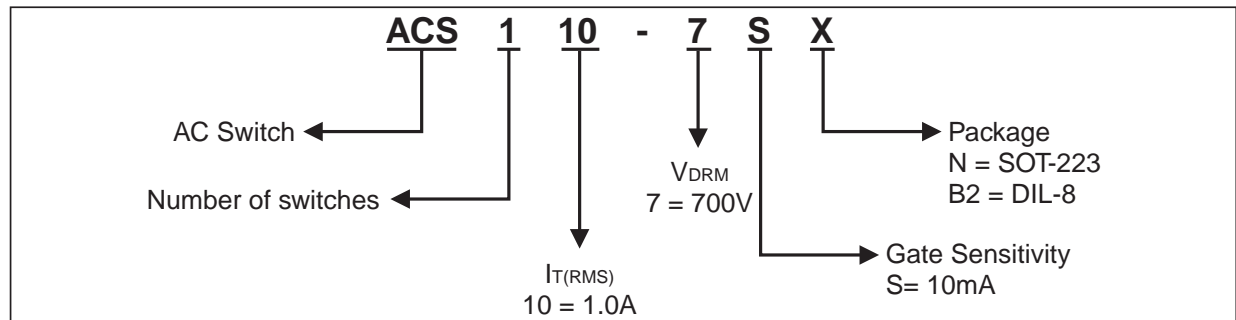 ACS 1 10 - 7 S X
AC Switch
Number of switches
IT(RMS)
10 = 1.0A
VDRM
7 = 700V
Package
N = SOT-223
B2 = DIL-8
Gate Sensitivity
S= 10mA